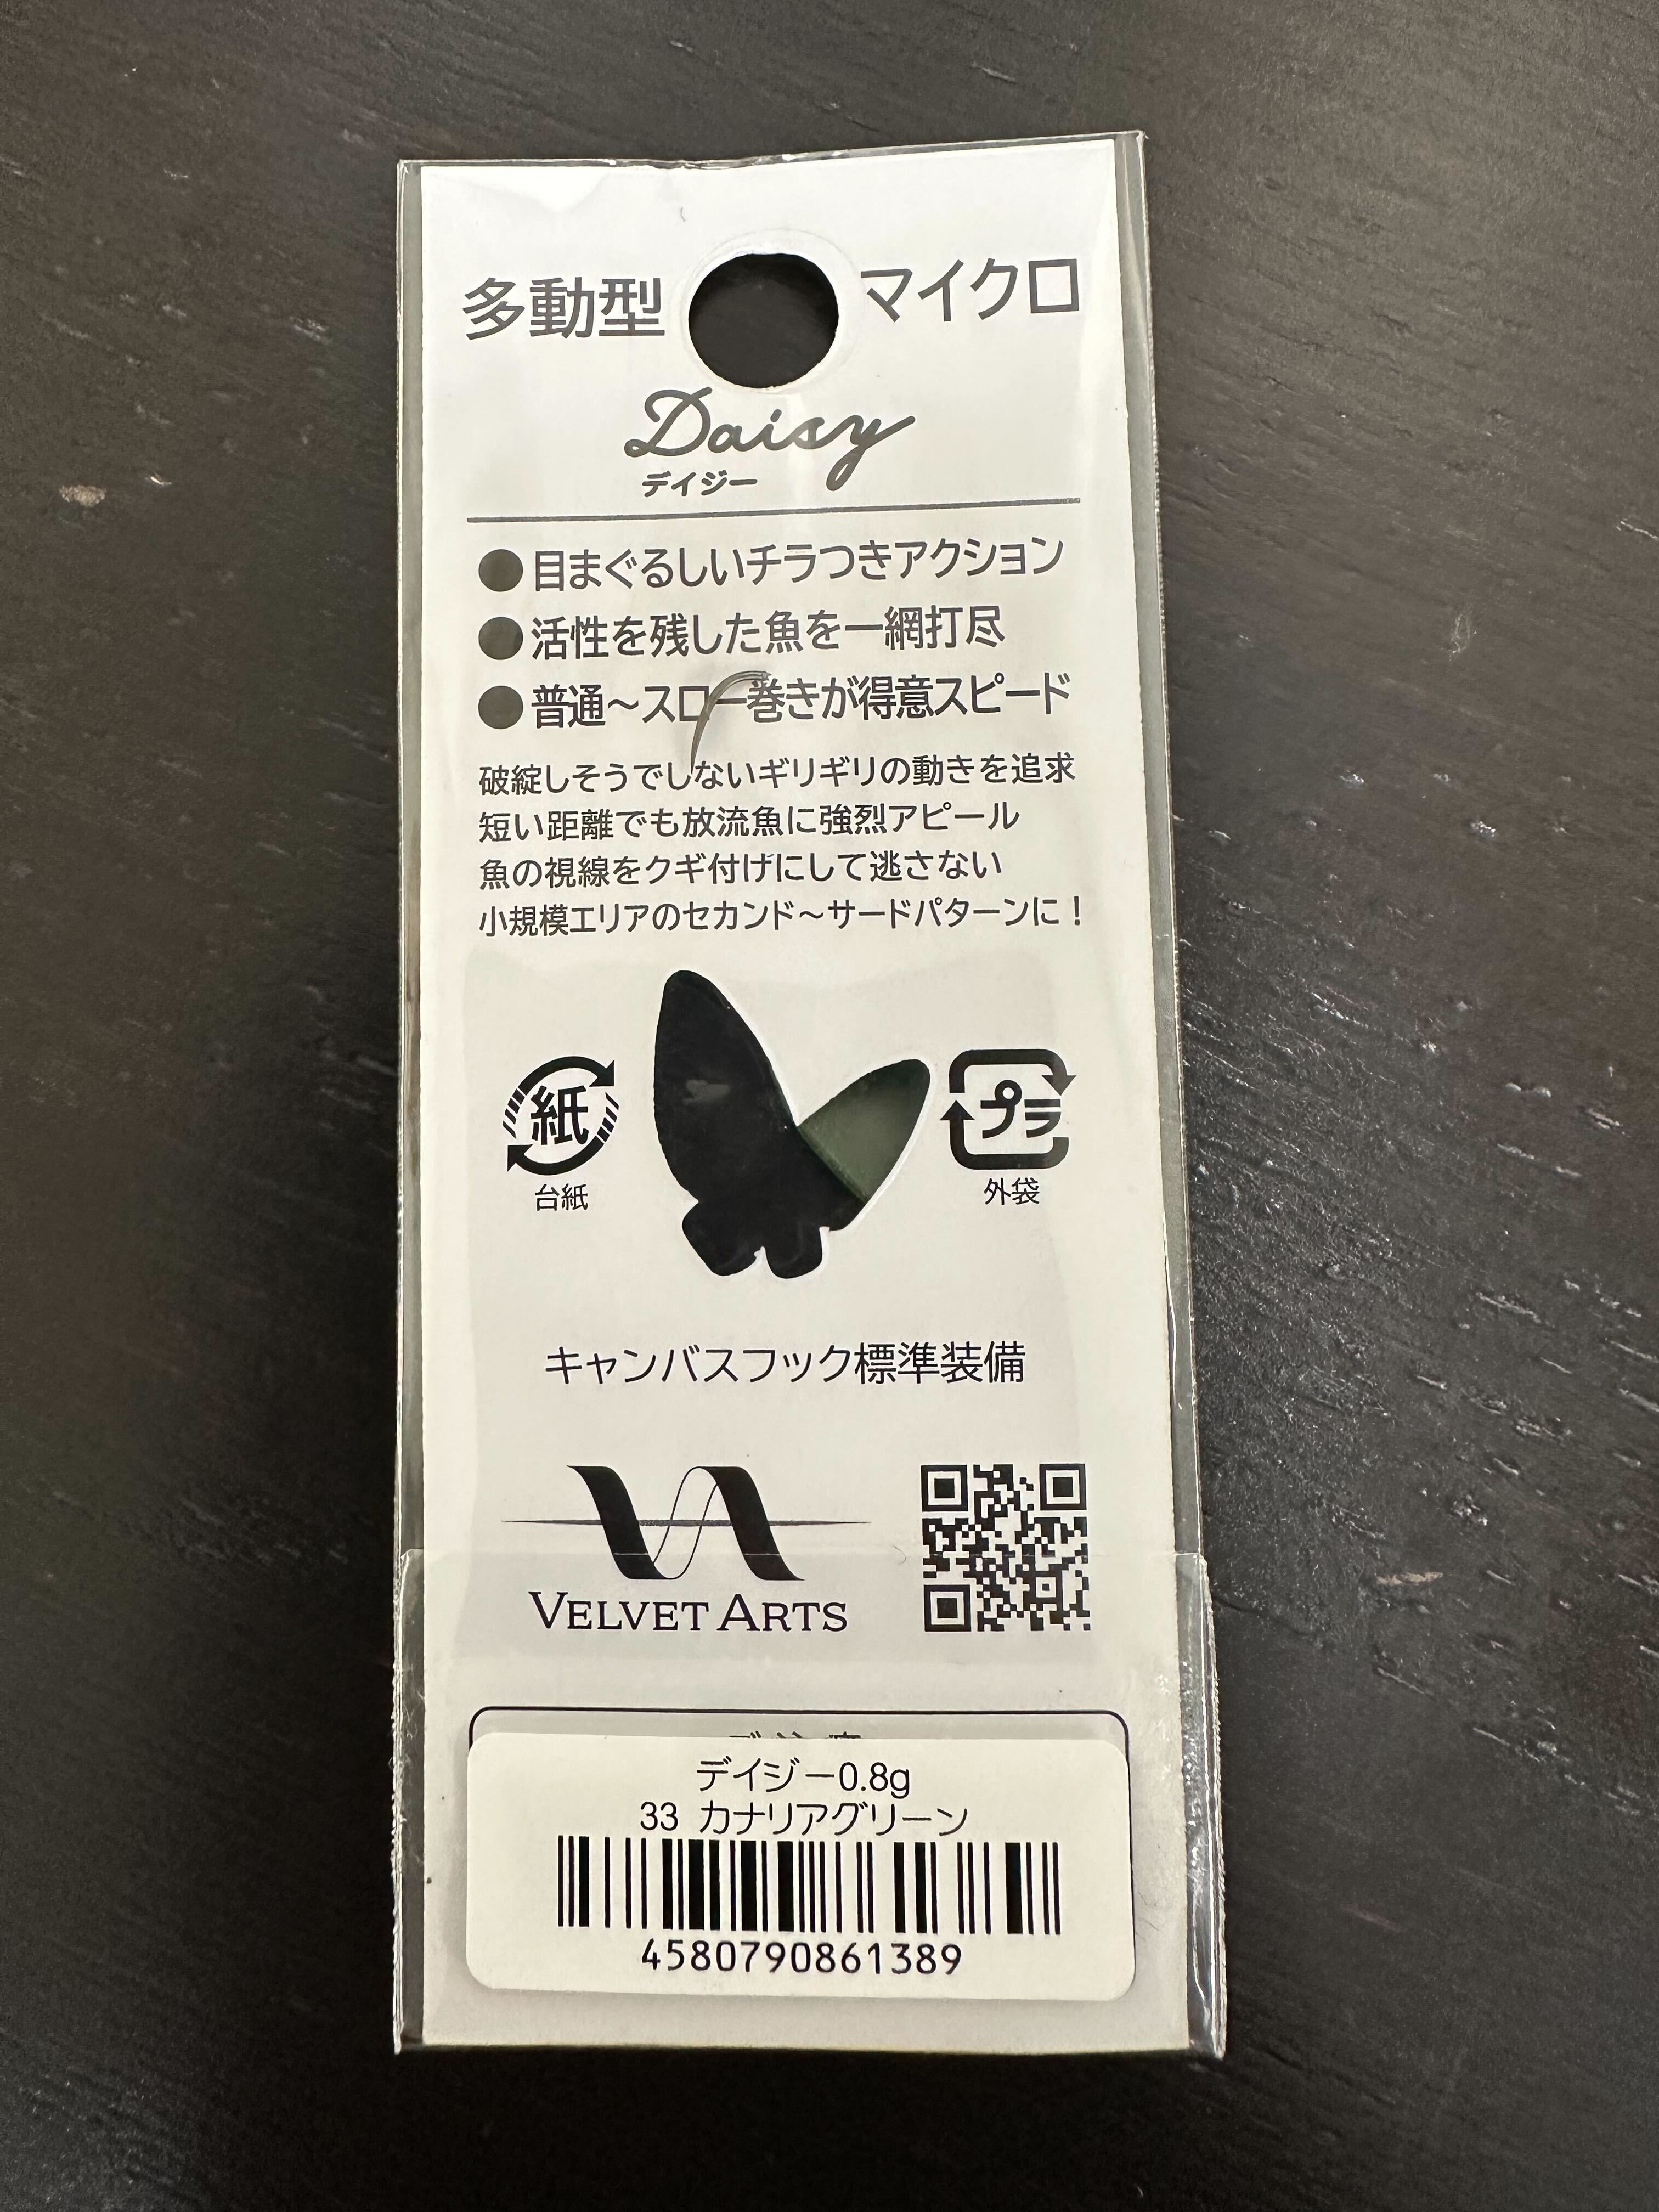 多動型 マイクロ
Daisy
デイジー
●目まぐるしいチラつきアクション
●活性を残した魚を一網打尽
●普通～スロー巻きが得意スピード
破綻しそうでしないギリギリの動きを追求
短い距離でも放流魚に強烈アピール
魚の視線をクギ付けにして逃さない
小規模エリアのセカンド～サードパターンに！
紙
台紙
プラ
外袋
キャンバスフック標準装備
VELVET ARTS
デイジー0.8g
33 カナリアグリーン
4580790861389